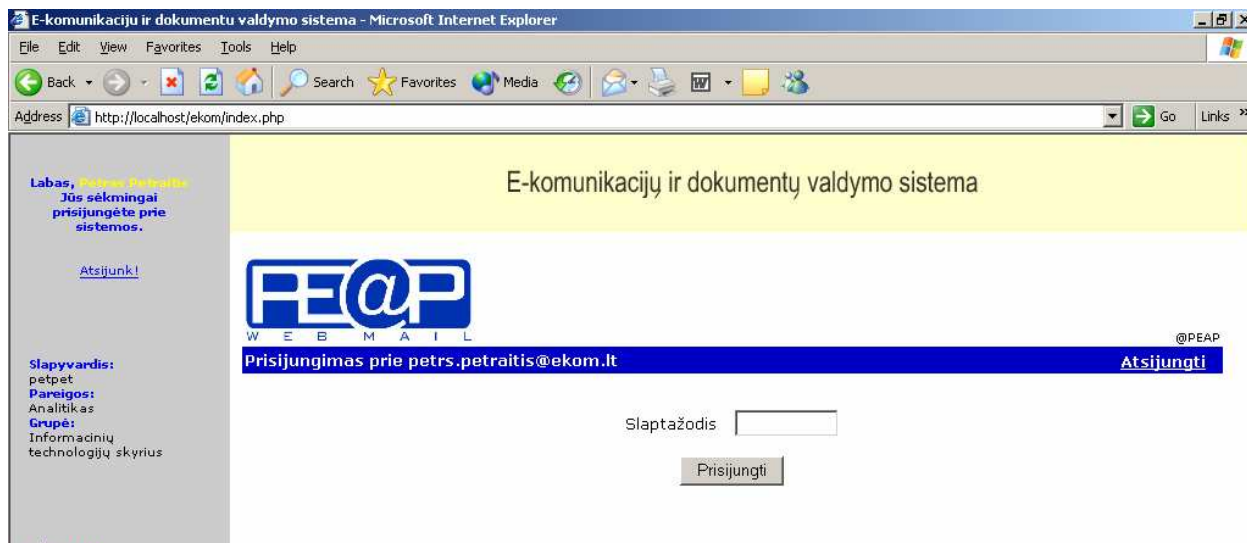 E-komunikaciju ir dokumentu valdymo sistema - Microsoft Internet Explorer
File Edit View Favorites Tools Help
Back Search Favorites Media
Address http://localhost/ekom/index.php Go Links »
Labas, Petras Petraitis
Jūs sėkmingai
prisijungėte prie
sistemos.
Atsijunk!
Slapyvardis:
petpet
Pareigos:
Analitikas
Grupė:
Informacinių
technologijų skyrius
E-komunikacijų ir dokumentų valdymo sistema
PE@P
WEBMAIL
@PEAP
Prisijungimas prie petrs.petraitis@ekom.lt Atsijungti
Slaptažodis
Prisijungti